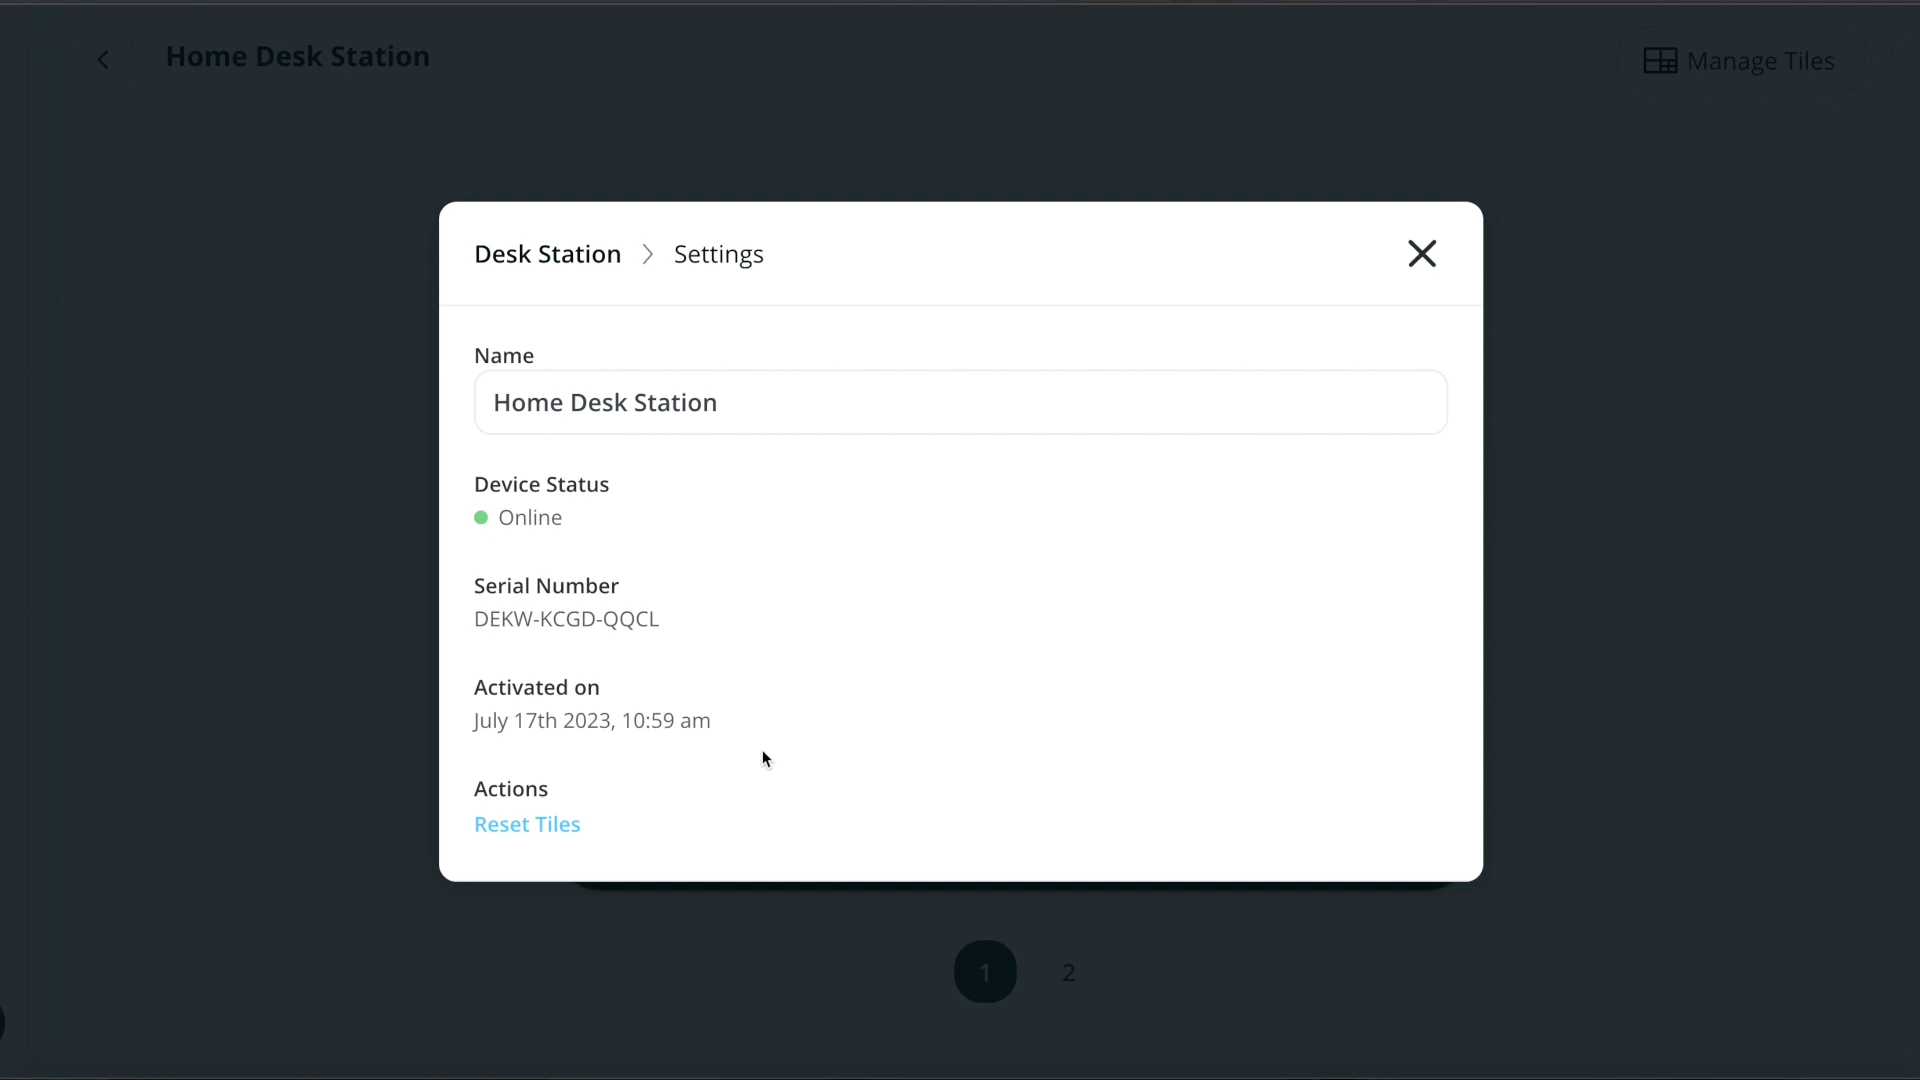 Home Desk Station
Manage Tiles
Desk Station > Settings
Name
Home Desk Station
Device Status
Online
Serial Number
DEKW-KCGD-QQCL
Activated on
July 17th 2023, 10:59 am
Actions
Reset Tiles
1 2